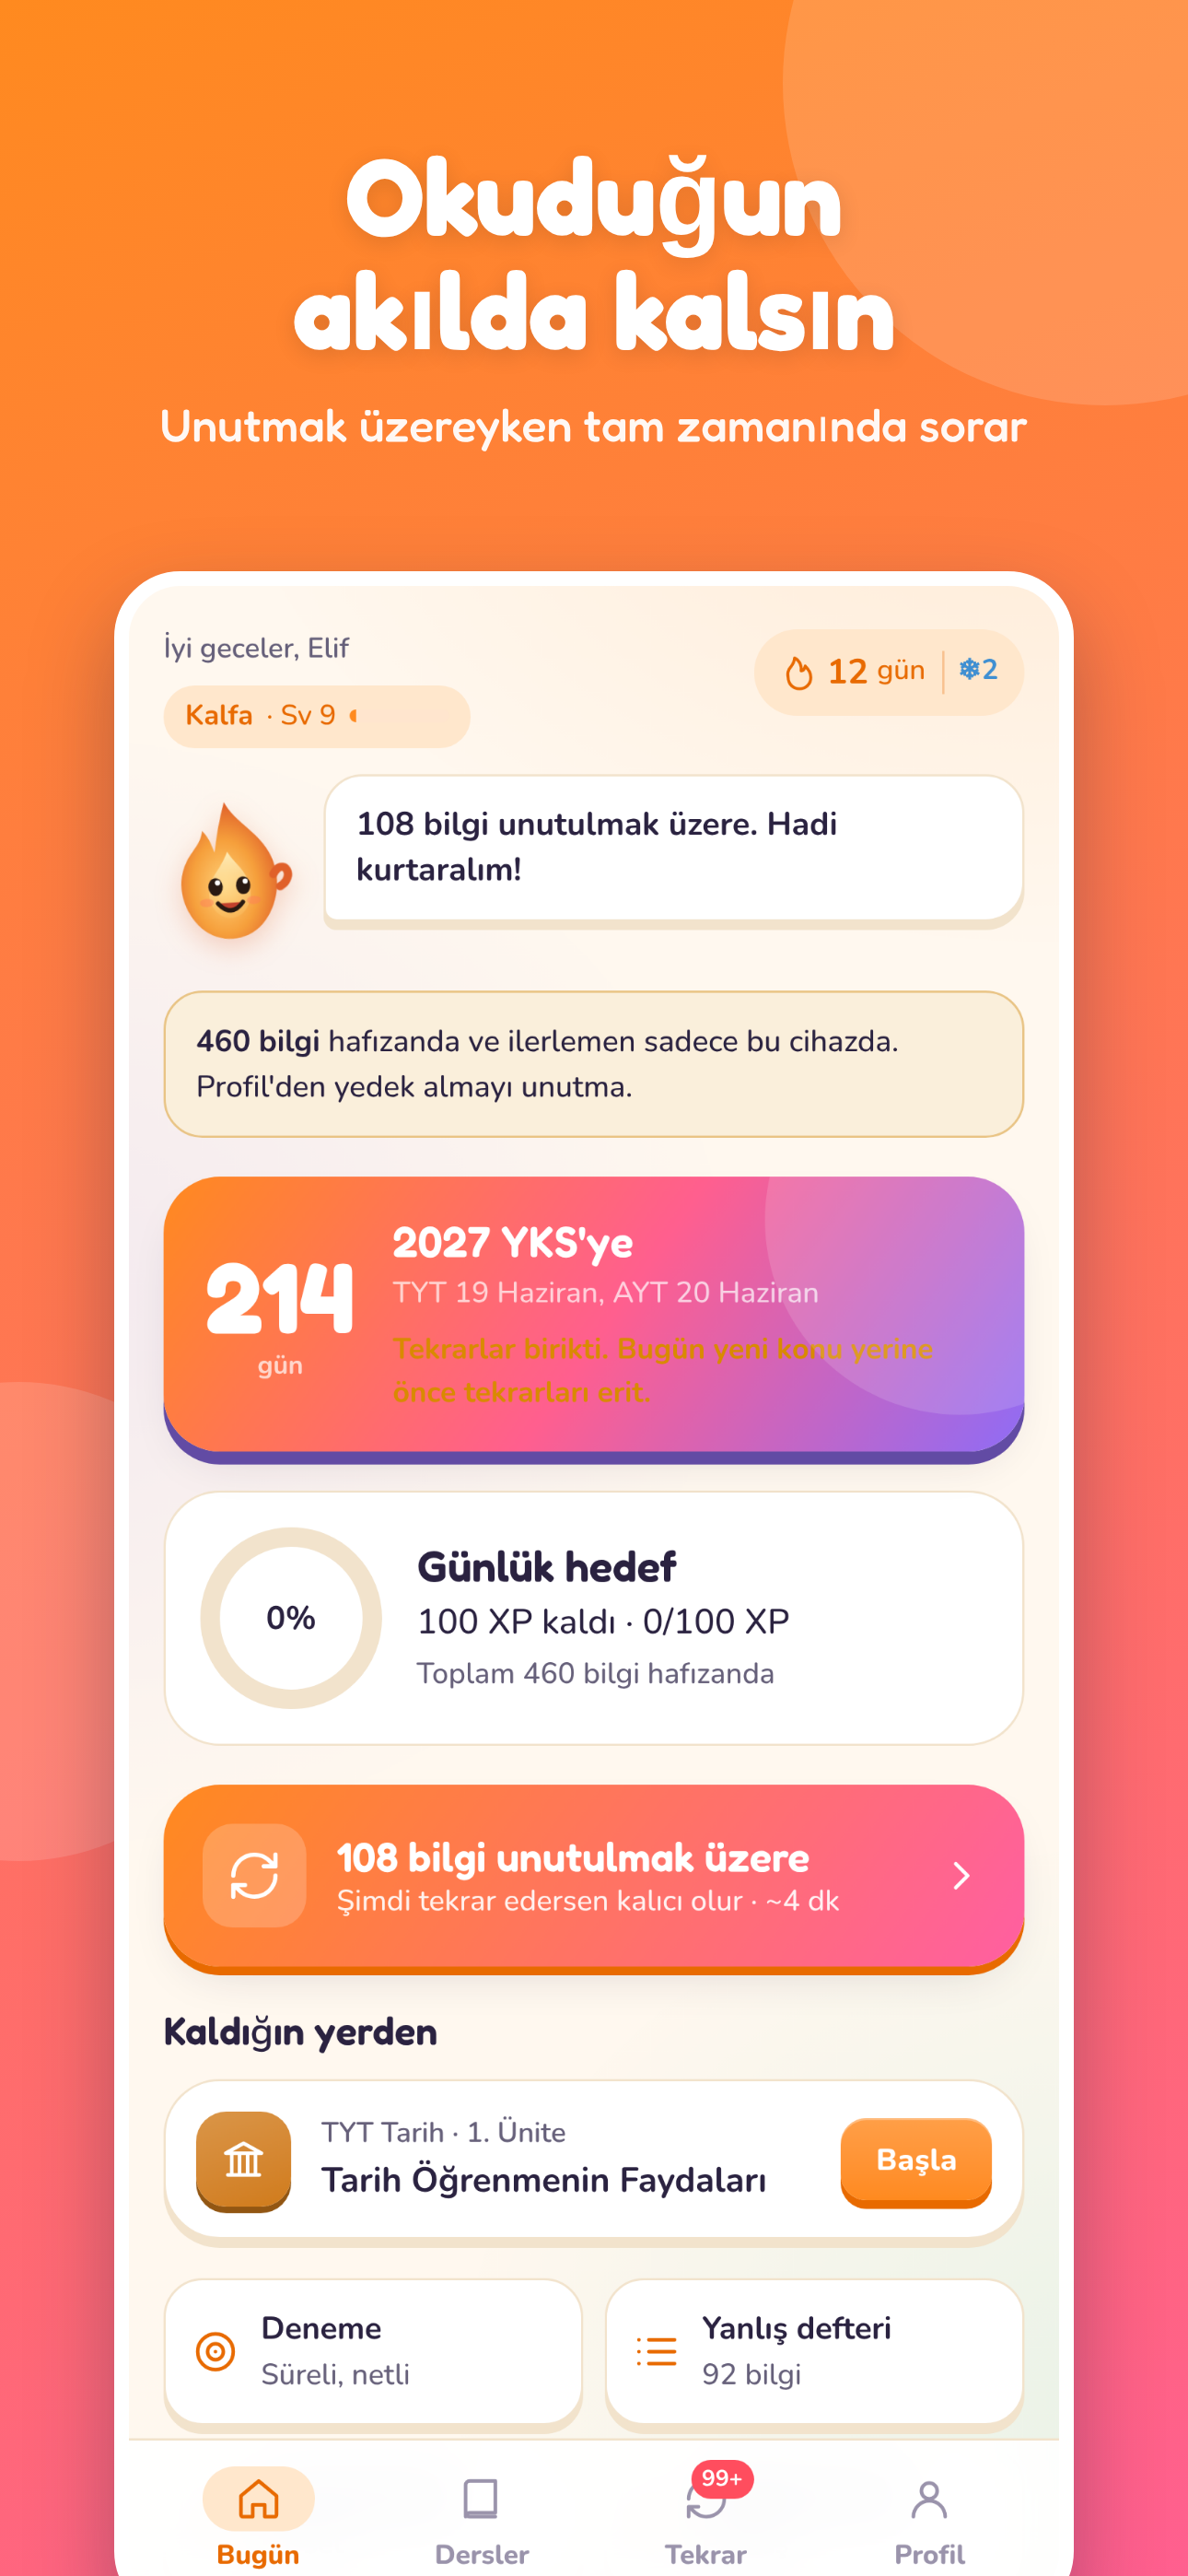 Okuduğun
akılda kalsın
Unutmak üzereyken tam zamanında sorar
İyi geceler, Elif
Kalfa · Sv 9
12 gün
2
108 bilgi unutulmak üzere. Hadi
kurtaralım!
460 bilgi hafızanda ve ilerlemen sadece bu cihazda.
Profil'den yedek almayı unutma.
214
gün
2027 YKS'ye
TYT 19 Haziran, AYT 20 Haziran
Tekrarlar birikti. Bugün yeni konu yerine
önce tekrarları erit.
0%
Günlük hedef
100 XP kaldı · 0/100 XP
Toplam 460 bilgi hafızanda
108 bilgi unutulmak üzere
Şimdi tekrar edersen kalıcı olur · ~4 dk
Kaldığın yerden
TYT Tarih · 1. Ünite
Tarih Öğrenmenin Faydaları
Başla
Deneme
Süreli, netli
Yanlış defteri
92 bilgi
99+
Bugün
Dersler
Tekrar
Profil